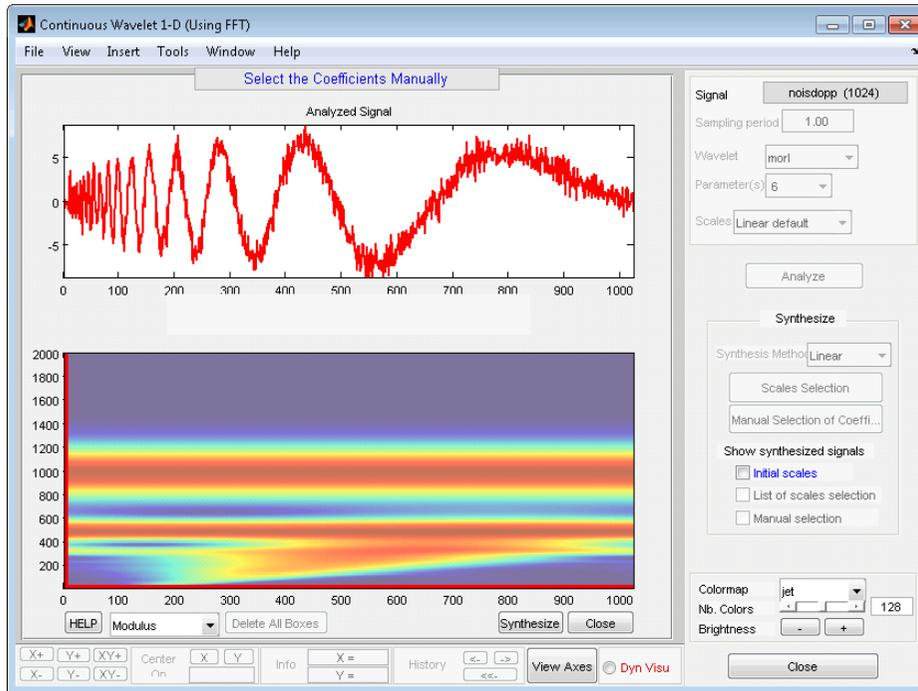 Continuous Wavelet 1-D (Using FFT)
File View Insert Tools Window Help
Select the Coefficients Manually
Analyzed Signal
5
0
-5
0 100 200 300 400 500 600 700 800 900 1000
2000
1800
1600
1400
1200
1000
800
600
400
200
0 100 200 300 400 500 600 700 800 900 1000
HELP Modulus Delete All Boxes Synthesize Close
X+ Y+ XY+ Center X Y Info X = History <- -> View Axes Dyn Visu
X- Y- XY- On Y = <<-
Signal noisdopp (1024)
Sampling period 1.00
Wavelet morl
Parameter(s) 6
Scales Linear default
Analyze
Synthesize
Synthesis Method Linear
Scales Selection
Manual Selection of Coeffi...
Show synthesized signals
Initial scales
List of scales selection
Manual selection
Colormap jet
Nb. Colors 128
Brightness - +
Close